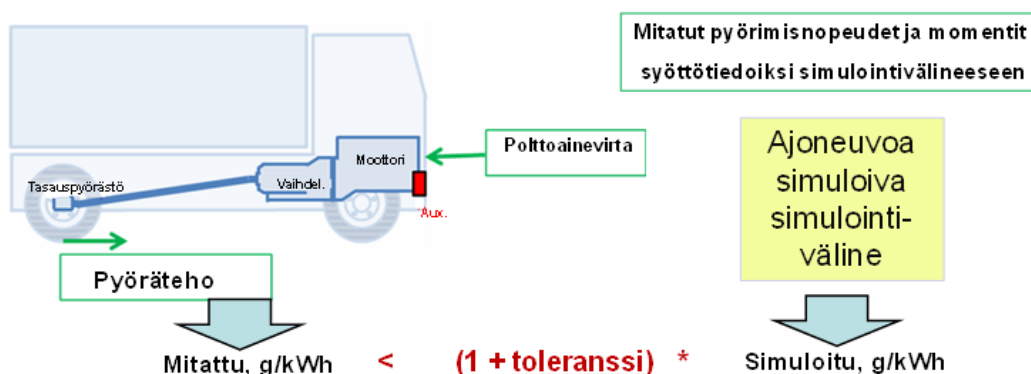 Mitatut pyörimisnopeudet ja momentit
syöttötiedoiksi simulointivälineeseen
Polttoainevirta
Moottori
Vaihdel.
Tasauspyörästö
Aux.
Ajoneuvoa
simuloiva
simulointi-
väline
Pyöräteho
Mitattu, g/kWh < (1 + toleranssi) * Simuloitu, g/kWh